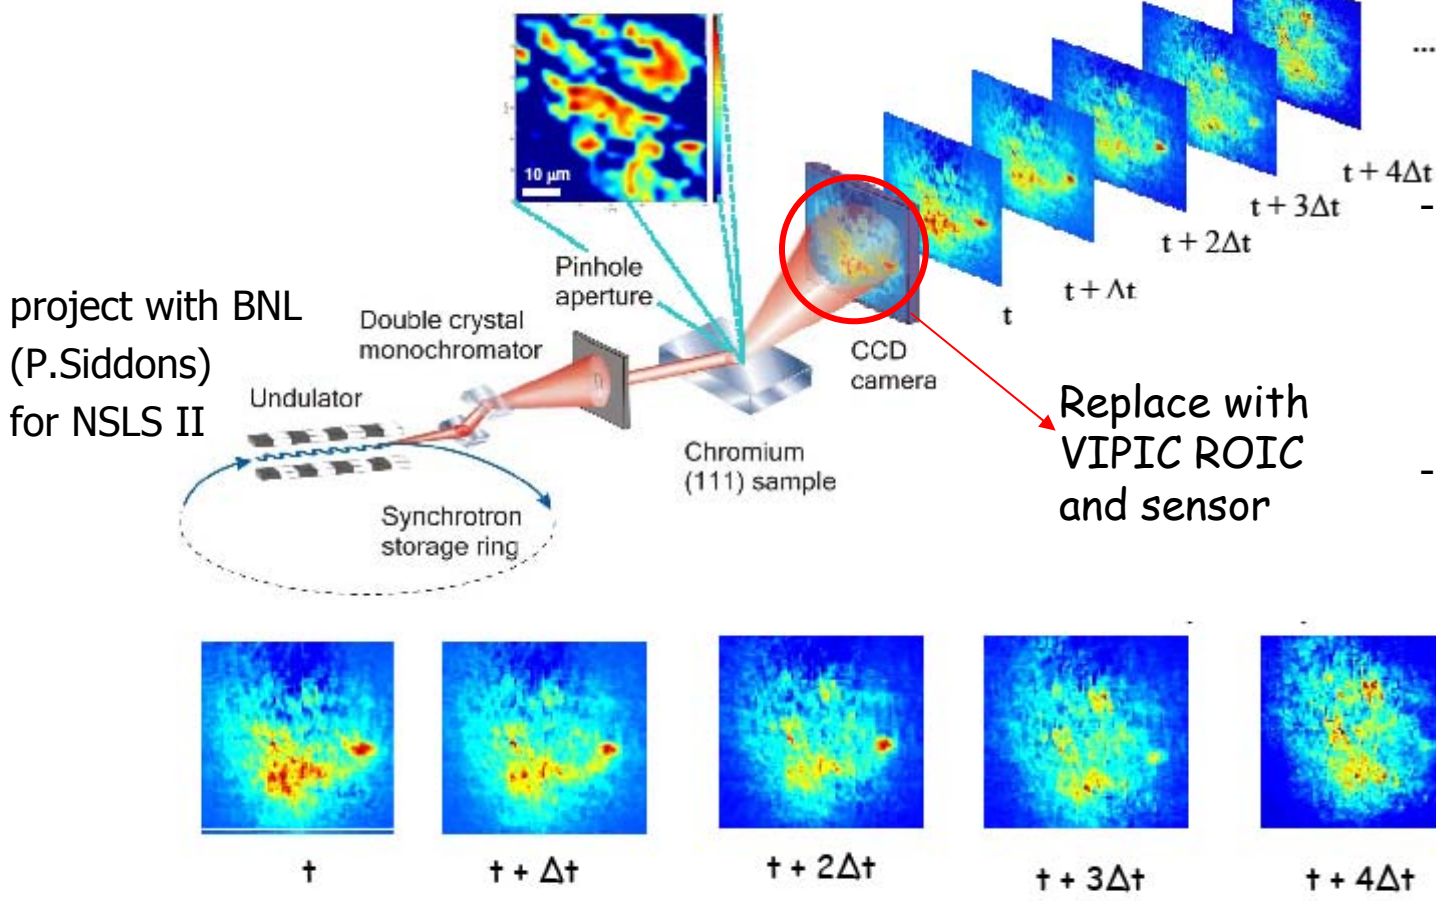 10 μm
...
t + 4Δt
t + 3Δt
-
t + 2Δt
t + Δt
t
Pinhole
aperture
project with BNL
(P.Siddons)
for NSLS II
Double crystal
monochromator
CCD
camera
Undulator
Replace with
VIPIC ROIC
and sensor
-
Chromium
(111) sample
Synchrotron
storage ring
t
t + Δt
t + 2Δt
t + 3Δt
t + 4Δt